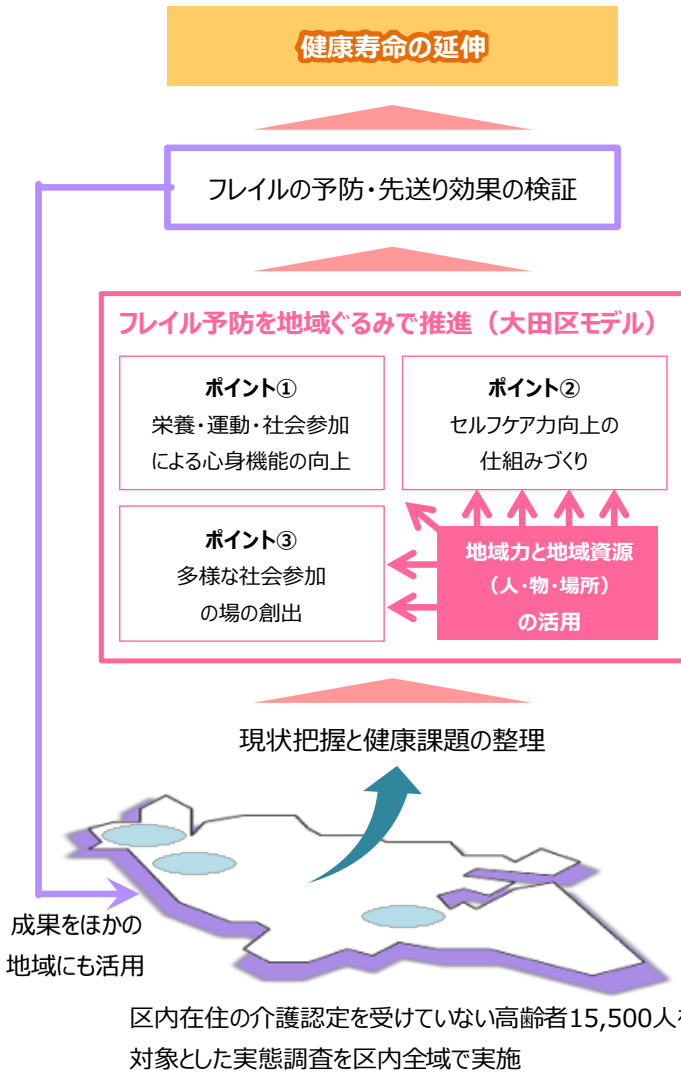 健康寿命の延伸
フレイルの予防・先送り効果の検証
フレイル予防を地域ぐるみで推進（大田区モデル）
ポイント①
栄養・運動・社会参加
による心身機能の向上
ポイント②
セルフケア力向上の
仕組みづくり
ポイント③
多様な社会参加
の場の創出
地域力と地域資源
（人・物・場所）
の活用
現状把握と健康課題の整理
成果をほかの
地域にも活用
区内在住の介護認定を受けていない高齢者15,500人を
対象とした実態調査を区内全域で実施